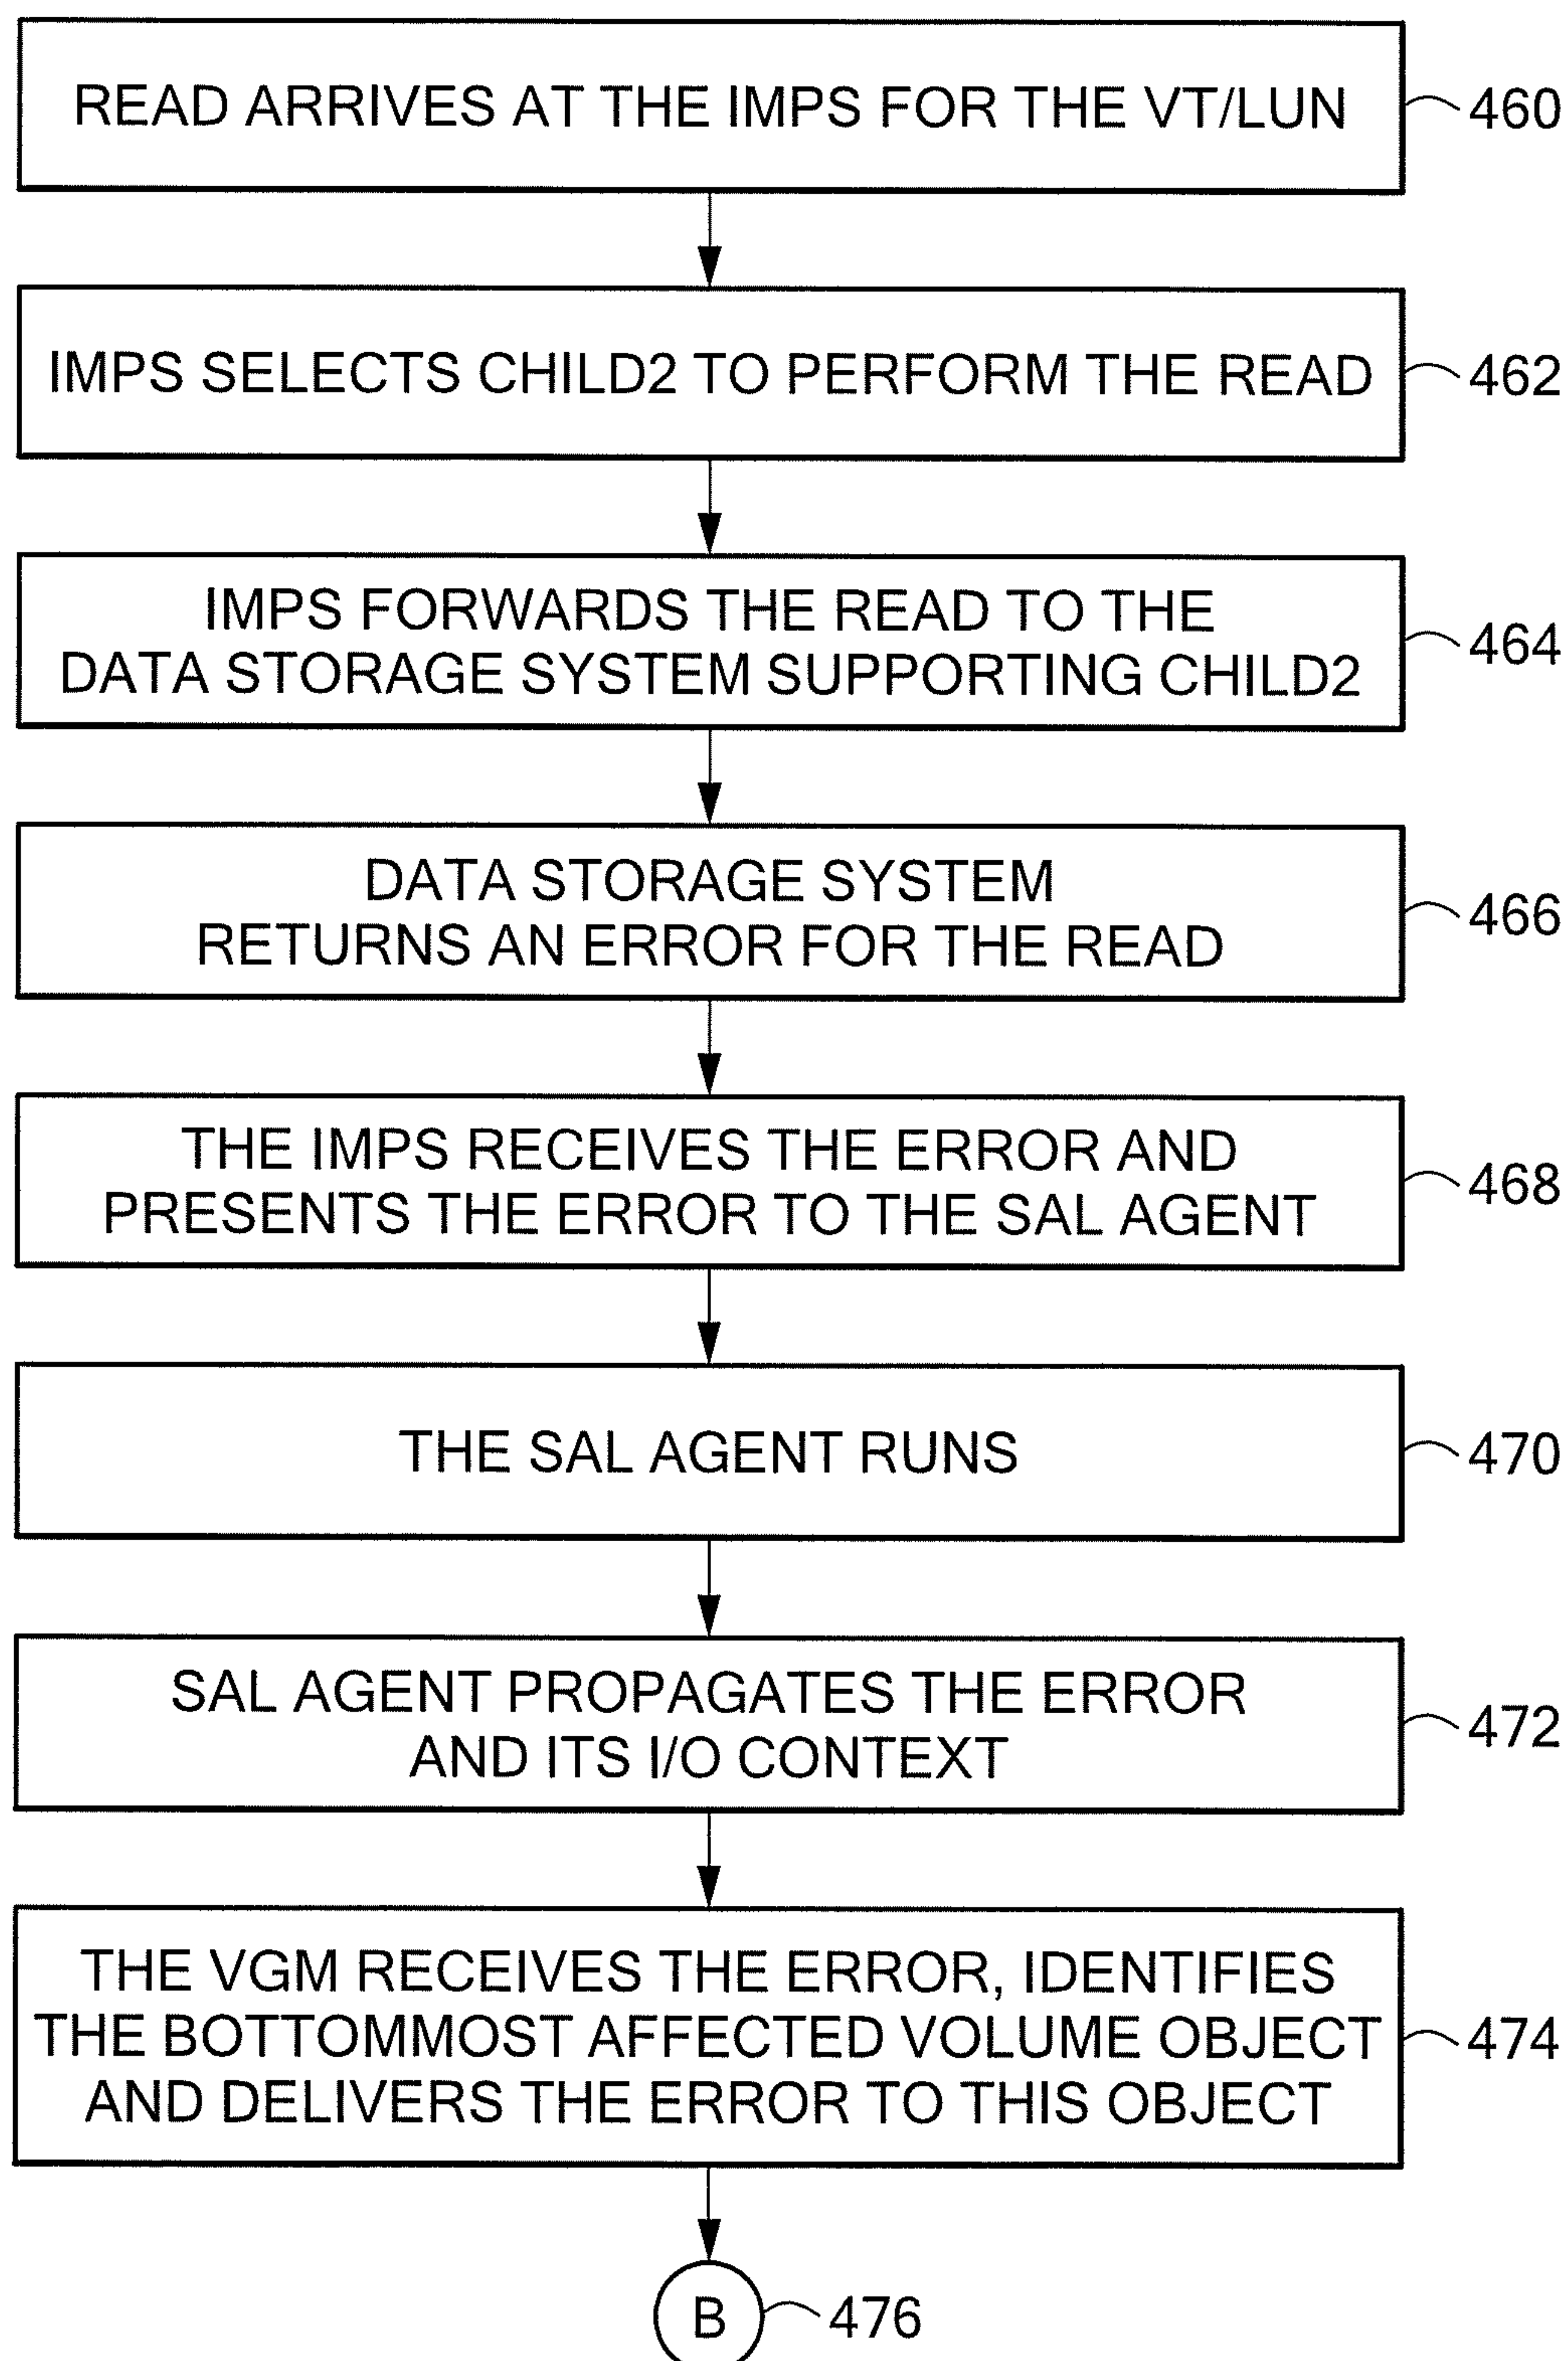 READ ARRIVES AT THE IMPS FOR THE VT/LUN
460
IMPS SELECTS CHILD2 TO PERFORM THE READ
462
IMPS FORWARDS THE READ TO THE
DATA STORAGE SYSTEM SUPPORTING CHILD2
464
DATA STORAGE SYSTEM
RETURNS AN ERROR FOR THE READ
466
THE IMPS RECEIVES THE ERROR AND
PRESENTS THE ERROR TO THE SAL AGENT
468
THE SAL AGENT RUNS
470
SAL AGENT PROPAGATES THE ERROR
AND ITS I/O CONTEXT
472
THE VGM RECEIVES THE ERROR, IDENTIFIES
THE BOTTOMMOST AFFECTED VOLUME OBJECT
AND DELIVERS THE ERROR TO THIS OBJECT
474
B
476